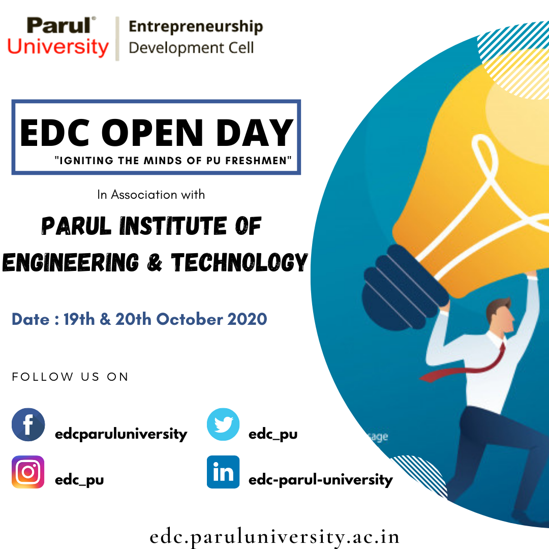 Parul® Entrepreneurship
University Development Cell
EDC OPEN DAY
"IGNITING THE MINDS OF PU FRESHMEN"
In Association with
PARUL INSTITUTE OF
ENGINEERING & TECHNOLOGY
Date : 19th & 20th October 2020
FOLLOW US ON
edcparuluniversity
edc_pu
edc_pu
edc-parul-university
edc.paruluniversity.ac.in